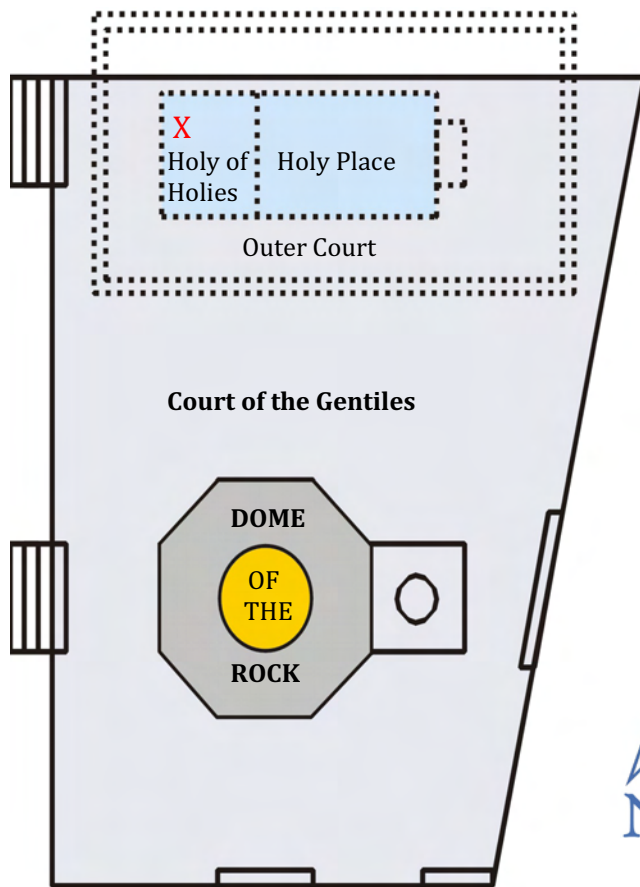 X
Holy of
Holies
Holy Place
Outer Court
Court of the Gentiles
DOME
OF
THE
ROCK
N